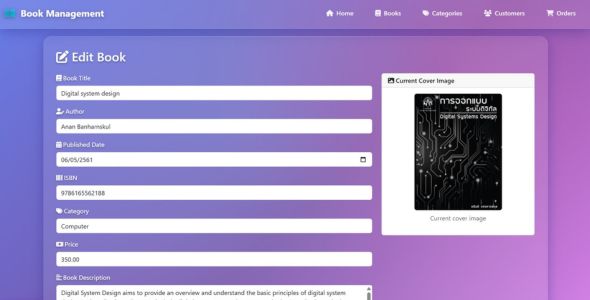 Book Management
Home
Books
Categories
Customers
Orders
Edit Book
Book Title
Digital system design
Author
Anan Banharnskul
Published Date
06/05/2561
ISBN
9786165562188
Category
Computer
Price
350.00
Book Description
Digital System Design aims to provide an overview and understand the basic principles of digital system
Current Cover Image
การออกแบบ
ระบบดิจิทัล
Digital Systems Design
Current cover image